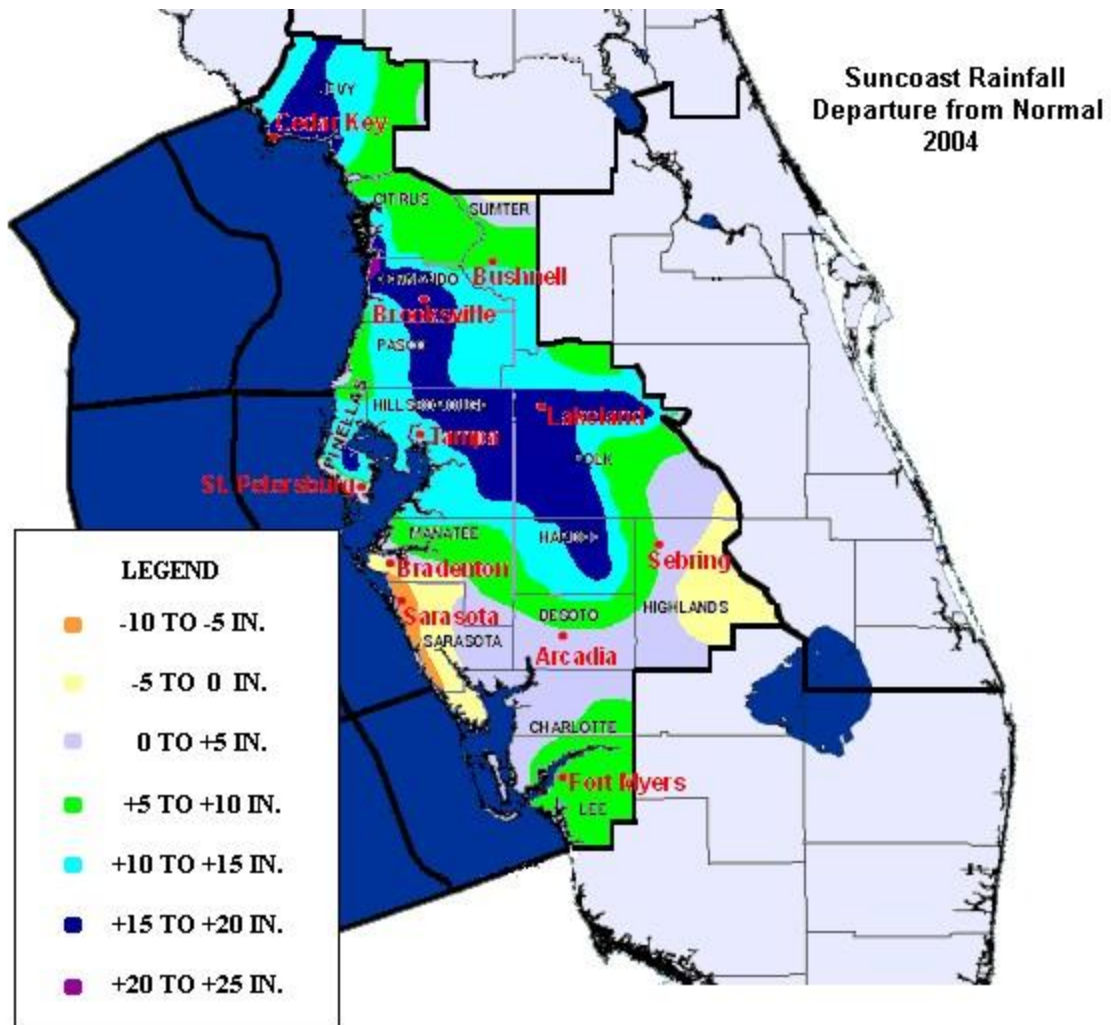 Suncoast Rainfall
Departure from Normal
2004
Cedar Key
CITRUS
SUMTER
Bushnell
Brooksville
PASCO
Lakeland
Tampa
PINELLAS
POLK
St. Petersburg
MANATEE
HARDEE
Sebring
Bradenton
HIGHLANDS
Sarasota
DESOTO
SARASOTA
Arcadia
CHARLOTTE
Fort Myers
LEE
LEGEND
-10 TO -5 IN.
-5 TO 0 IN.
0 TO +5 IN.
+5 TO +10 IN.
+10 TO +15 IN.
+15 TO +20 IN.
+20 TO +25 IN.